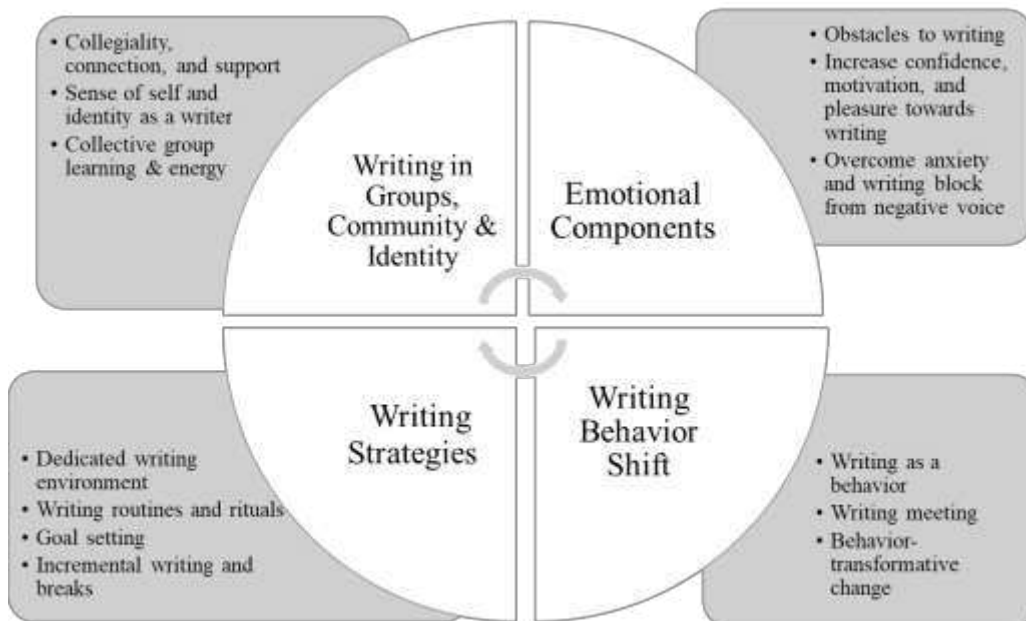 • Collegiality,
connection, and support
• Sense of self and
identity as a writer
• Collective group
learning & energy
Writing in
Groups,
Community &
Identity
Emotional
Components
• Obstacles to writing
• Increase confidence,
motivation, and
pleasure towards
writing
• Overcome anxiety
and writing block
from negative voice
• Dedicated writing
environment
• Writing routines and rituals
• Goal setting
• Incremental writing and
breaks
Writing
Strategies
Writing
Behavior
Shift
• Writing as a
behavior
• Writing meeting
• Behavior-
transformative
change